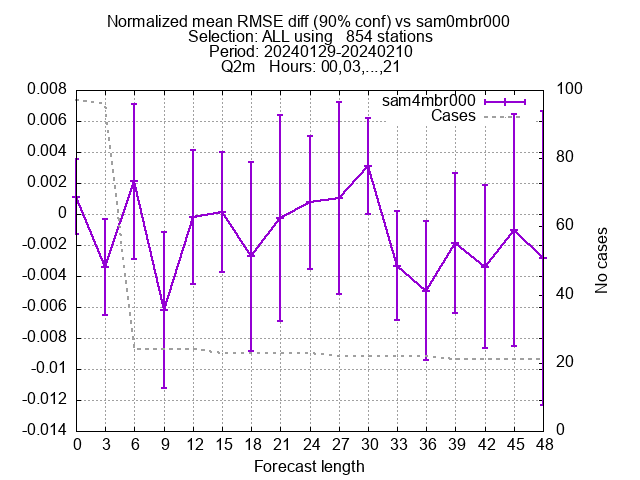 Normalized mean RMSE diff (90% conf) vs sam0mbr000
Selection: ALL using   854 stations
Period: 20240129-20240210
Q2m   Hours: 00,03,...,21
sam4mbr000
Cases
0.008
0.006
0.004
0.002
0
-0.002
-0.004
-0.006
-0.008
-0.01
-0.012
-0.014
100
80
60
40
20
0
No cases
0 3 6 9 12 15 18 21 24 27 30 33 36 39 42 45 48
Forecast length